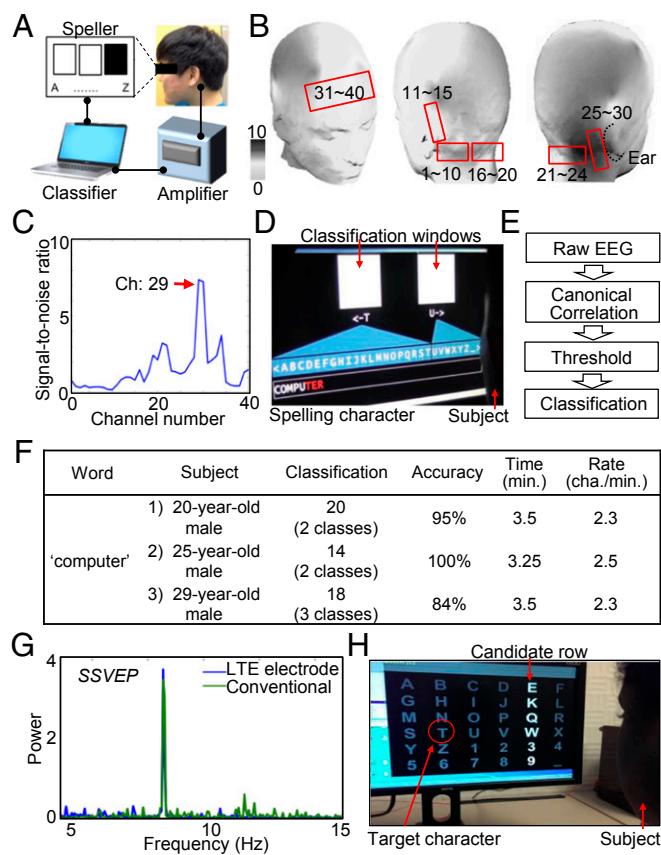 A
Speller
A ....... Z
Classifier
Amplifier
B
10
0
31~40
11~15
1~10
16~20
25~30
Ear
21~24
C
Signal-to-noise ratio
10
5
0
0
20
40
Ch: 29
Channel number
D
Classification windows
<-T
U->
<ABCDEFGHIJKLMNOPQRSTUVWXYZ_>
COMPUTER
Spelling character
Subject
E
Raw EEG
Canonical
Correlation
Threshold
Classification
F
Word Subject Classification Accuracy Time (min.) Rate (cha./min.)
'computer'
1) 20-year-old male 20 (2 classes) 95% 3.5 2.3
2) 25-year-old male 14 (2 classes) 100% 3.25 2.5
3) 29-year-old male 18 (3 classes) 84% 3.5 2.3
G
SSVEP
LTE electrode
Conventional
Power
4
2
0
5 10 15
Frequency (Hz)
H
Candidate row
A B C D E F
G H I J K L
M N O P Q R
S T U V W X
Y Z 1 2 3 4
5 6 7 8 9 _
Target character
Subject